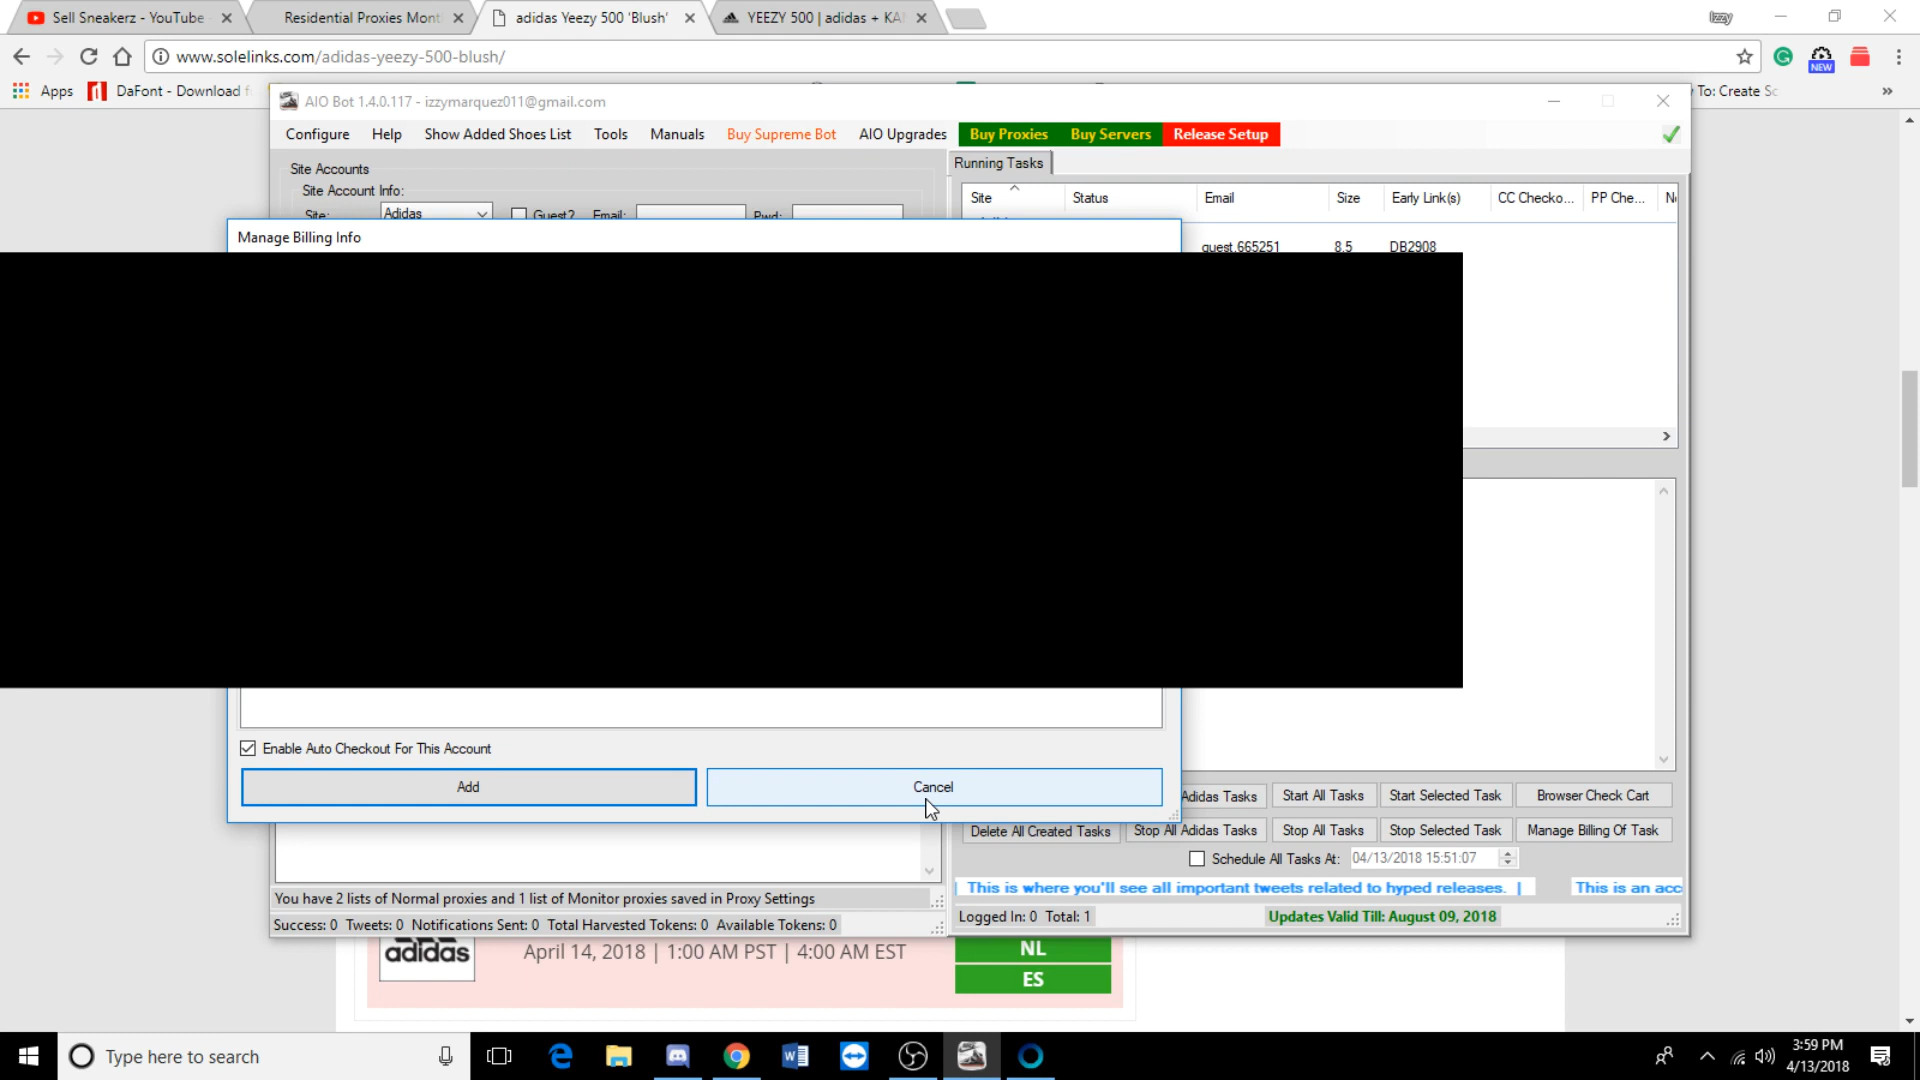 Sell Sneakerz - YouTube
Residential Proxies Mont
adidas Yeezy 500 'Blush'
YEEZY 500 | adidas + KA
Izzy
www.solelinks.com/adidas-yeezy-500-blush/
NEW
Apps
DaFont - Download f
To: Create Sc
AIO Bot 1.4.0.117 - izzymarquez011@gmail.com
Configure Help Show Added Shoes List Tools Manuals Buy Supreme Bot AIO Upgrades Buy Proxies Buy Servers Release Setup
Site Accounts
Site Account Info:
Site: Adidas Guest? Email: Pwd:
Running Tasks
Site Status Email Size Early Link(s) CC Checko... PP Che...
guest.665251 8.5 DB2908
Manage Billing Info
Enable Auto Checkout For This Account
Add
Cancel
Adidas Tasks Start All Tasks Start Selected Task Browser Check Cart
Delete All Created Tasks Stop All Adidas Tasks Stop All Tasks Stop Selected Task Manage Billing Of Task
Schedule All Tasks At: 04/13/2018 15:51:07
| This is where you'll see all important tweets related to hyped releases. | This is an acc
You have 2 lists of Normal proxies and 1 list of Monitor proxies saved in Proxy Settings
Logged In: 0 Total: 1
Updates Valid Till: August 09, 2018
Success: 0 Tweets: 0 Notifications Sent: 0 Total Harvested Tokens: 0 Available Tokens: 0
adidas
April 14, 2018 | 1:00 AM PST | 4:00 AM EST
NL
ES
Type here to search
3:59 PM
4/13/2018